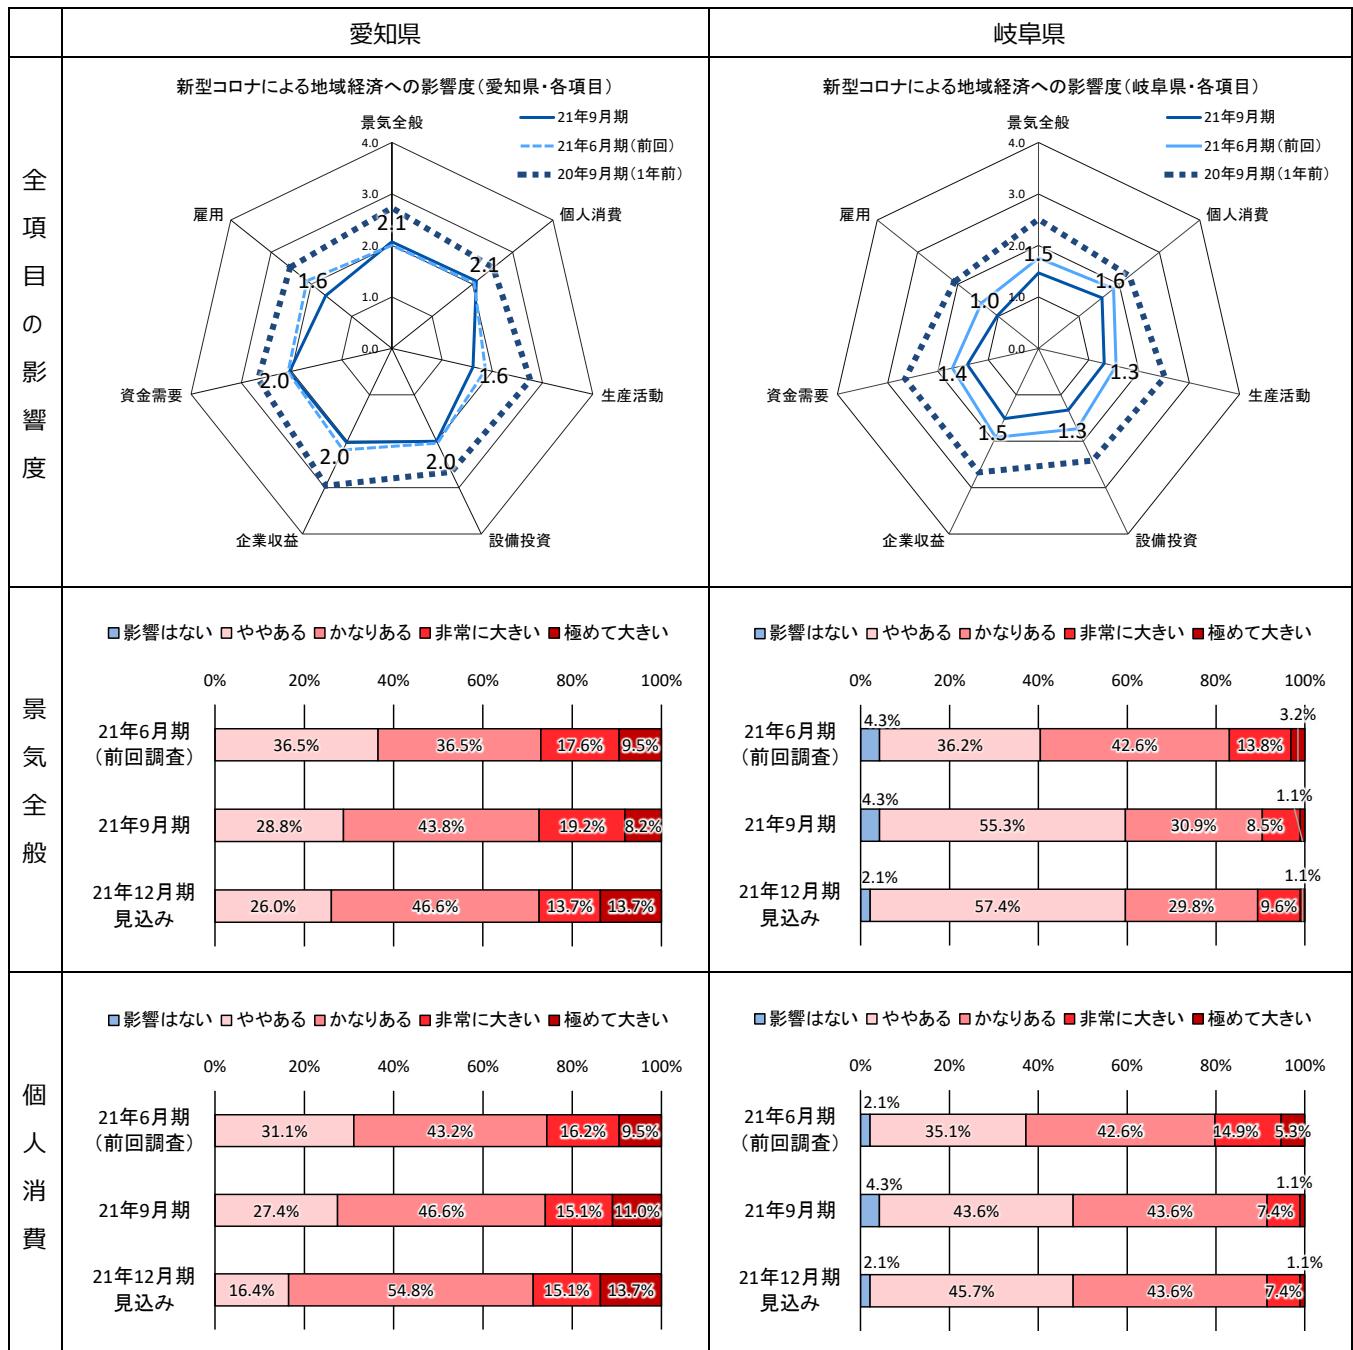 愛知県
岐阜県
全項目の影響度
新型コロナによる地域経済への影響度（愛知県・各項目）
21年9月期
21年6月期（前回）
20年9月期（1年前）
景気全般
個人消費
生産活動
設備投資
企業収益
資金需要
雇用
4.0
3.0
2.0
1.0
0.0
2.1
2.1
1.6
2.0
2.0
2.0
1.6
新型コロナによる地域経済への影響度（岐阜県・各項目）
21年9月期
21年6月期（前回）
20年9月期（1年前）
景気全般
個人消費
生産活動
設備投資
企業収益
資金需要
雇用
4.0
3.0
2.0
1.0
0.0
1.5
1.6
1.3
1.3
1.5
1.4
1.0
景気全般
影響はない ややある かなりある 非常に大きい 極めて大きい
0% 20% 40% 60% 80% 100%
21年6月期
（前回調査）
36.5% 36.5% 17.6% 9.5%
21年9月期
28.8% 43.8% 19.2% 8.2%
21年12月期
見込み
26.0% 46.6% 13.7% 13.7%
影響はない ややある かなりある 非常に大きい 極めて大きい
0% 20% 40% 60% 80% 100%
21年6月期
（前回調査）
4.3% 36.2% 42.6% 13.8% 3.2%
21年9月期
4.3% 55.3% 30.9% 8.5% 1.1%
21年12月期
見込み
2.1% 57.4% 29.8% 9.6% 1.1%
個人消費
影響はない ややある かなりある 非常に大きい 極めて大きい
0% 20% 40% 60% 80% 100%
21年6月期
（前回調査）
31.1% 43.2% 16.2% 9.5%
21年9月期
27.4% 46.6% 15.1% 11.0%
21年12月期
見込み
16.4% 54.8% 15.1% 13.7%
影響はない ややある かなりある 非常に大きい 極めて大きい
0% 20% 40% 60% 80% 100%
21年6月期
（前回調査）
2.1% 35.1% 42.6% 14.9% 5.3%
21年9月期
4.3% 43.6% 43.6% 7.4% 1.1%
21年12月期
見込み
2.1% 45.7% 43.6% 7.4% 1.1%